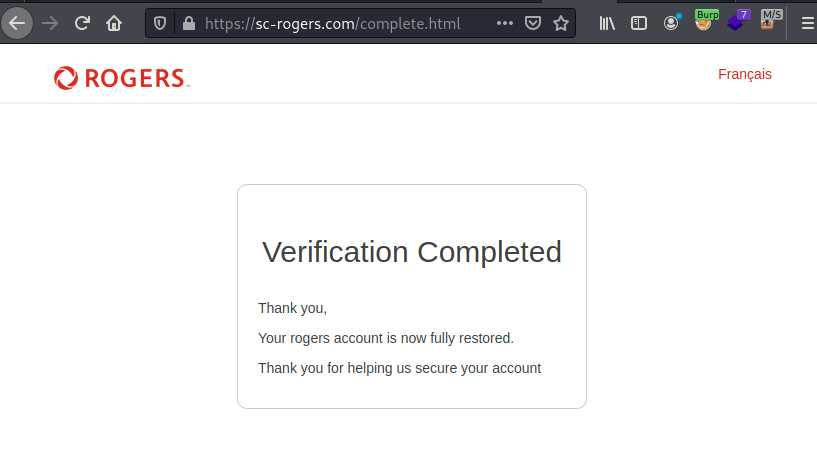 Burp
7
M/S
https://sc-rogers.com/complete.html
ROGERS™
Français
Verification Completed
Thank you,
Your rogers account is now fully restored.
Thank you for helping us secure your account